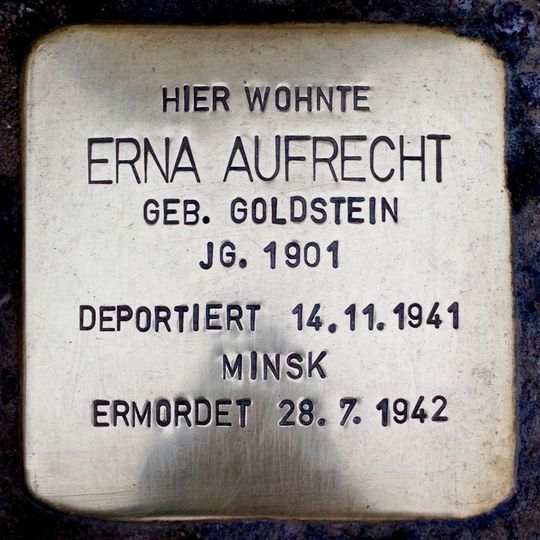 HIER WOHNTE
ERNA AUFRECHT
GEB. GOLDSTEIN
JG. 1901
DEPORTIERT 14.11.1941
MINSK
ERMORDET 28.7.1942